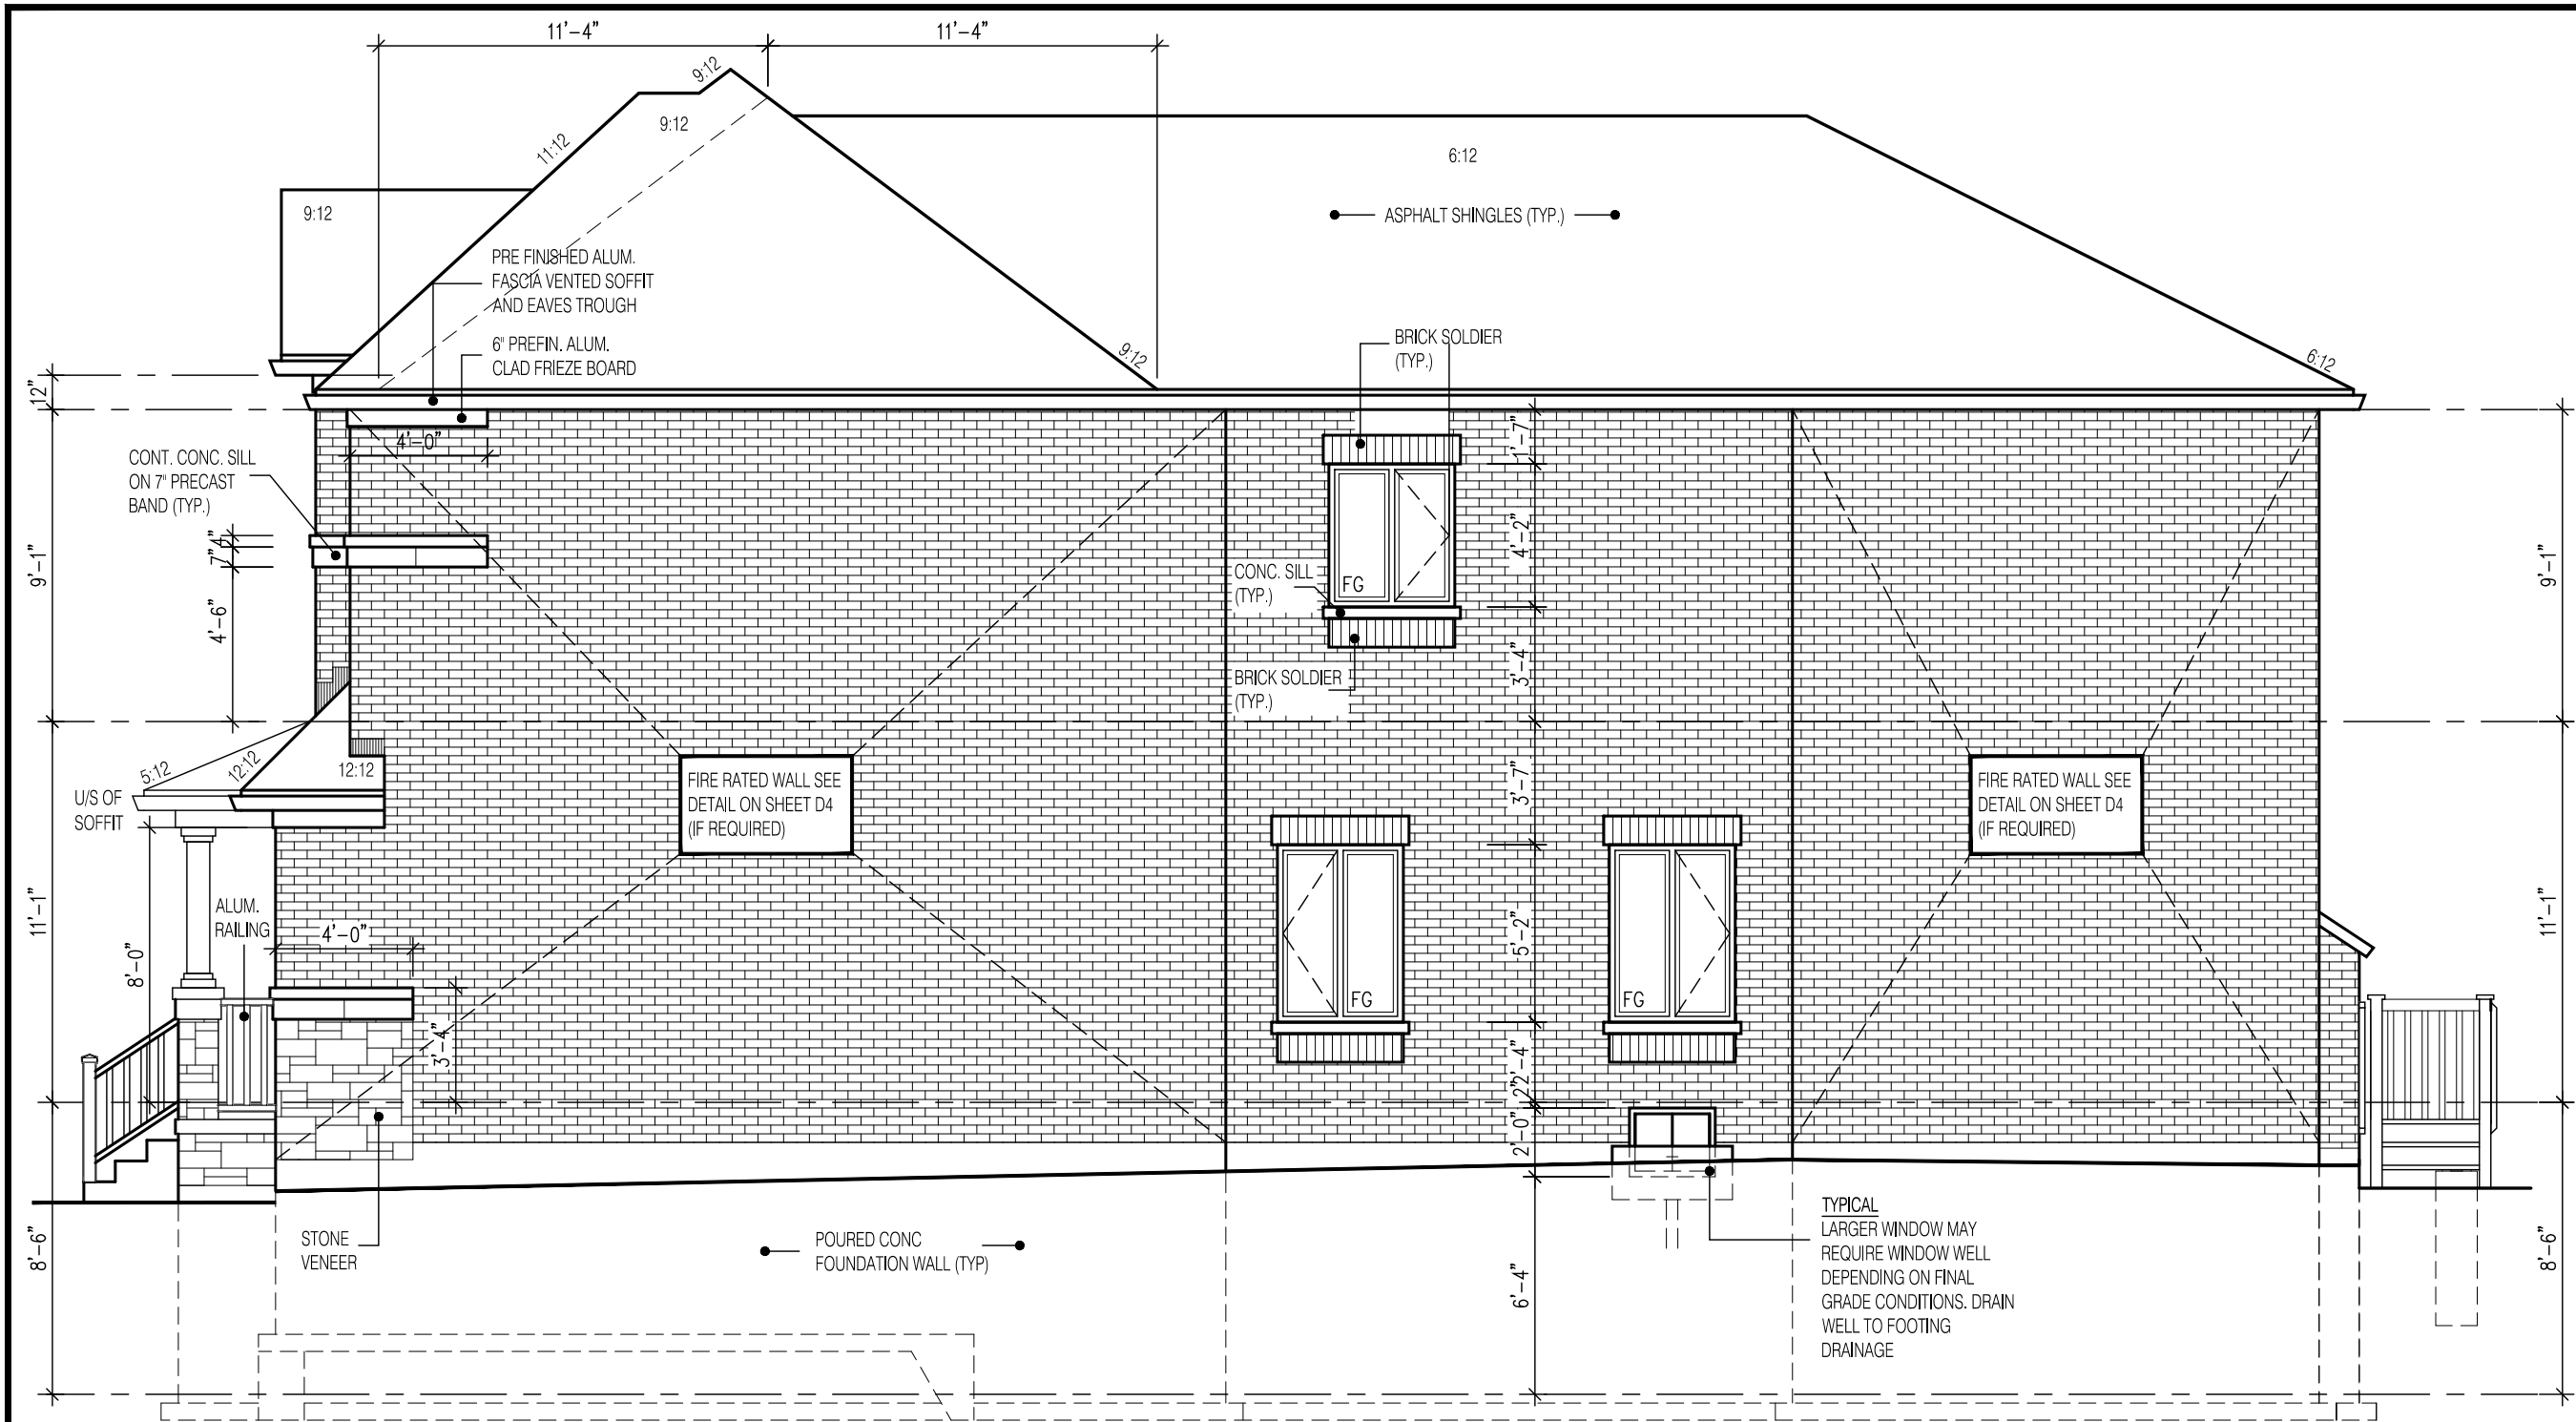 11'-4"
11'-4"
9:12
9:12
11:12
6:12
9:12
ASPHALT SHINGLES (TYP.)
PRE FINISHED ALUM.
FASCIA VENTED SOFFIT
AND EAVES TROUGH
6" PREFIN. ALUM.
CLAD FRIEZE BOARD
BRICK SOLDIER
(TYP.)
9:12
6:12
12"
4'-0"
1'-7"
CONT. CONC. SILL
ON 7" PRECAST
BAND (TYP.)
4"
7"
9'-1"
4'-6"
4'-2"
9'-1"
CONC. SILL
(TYP.)
FG
3'-4"
BRICK SOLDIER
(TYP.)
5:12
12:12
12:12
U/S OF
SOFFIT
FIRE RATED WALL SEE
DETAIL ON SHEET D4
(IF REQUIRED)
3'-7"
FIRE RATED WALL SEE
DETAIL ON SHEET D4
(IF REQUIRED)
11'-1"
ALUM.
RAILING
4'-0"
8'-0"
5'-2"
11'-1"
FG
FG
3'-4"
2'-4"
2"
2'-0"
STONE
VENEER
POURED CONC
FOUNDATION WALL (TYP)
8'-6"
6'-4"
8'-6"
TYPICAL
LARGER WINDOW MAY
REQUIRE WINDOW WELL
DEPENDING ON FINAL
GRADE CONDITIONS. DRAIN
WELL TO FOOTING
DRAINAGE